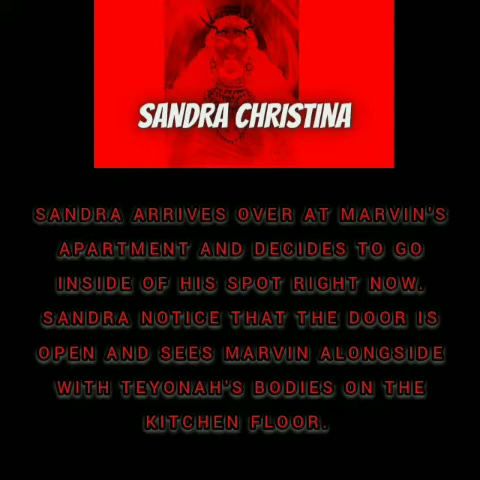 SANDRA CHRISTINA
SANDRA ARRIVES OVER AT MARVIN'S
APARTMENT AND DECIDES TO GO
INSIDE OF HIS SPOT RIGHT NOW.
SANDRA NOTICE THAT THE DOOR IS
OPEN AND SEES MARVIN ALONGSIDE
WITH TEYONAH'S BODIES ON THE
KITCHEN FLOOR.